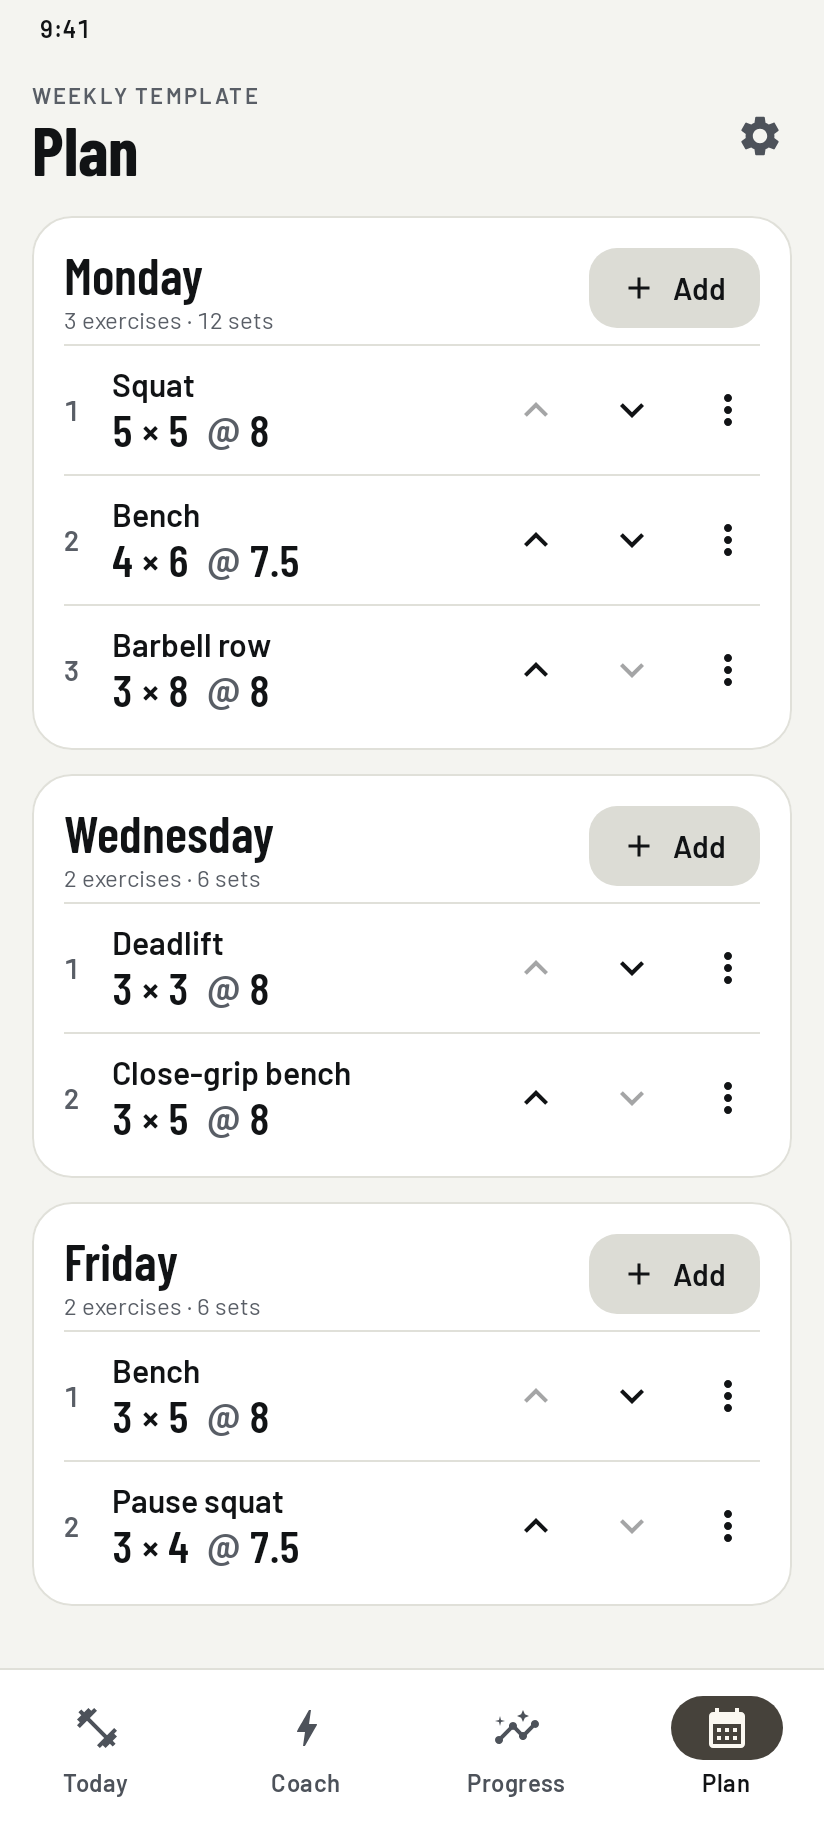 9:41
WEEKLY TEMPLATE
Plan
Monday
3 exercises · 12 sets
+ Add
1
Squat
5 × 5 @ 8
2
Bench
4 × 6 @ 7.5
3
Barbell row
3 × 8 @ 8
Wednesday
2 exercises · 6 sets
+ Add
1
Deadlift
3 × 3 @ 8
2
Close-grip bench
3 × 5 @ 8
Friday
2 exercises · 6 sets
+ Add
1
Bench
3 × 5 @ 8
2
Pause squat
3 × 4 @ 7.5
Today Coach Progress Plan